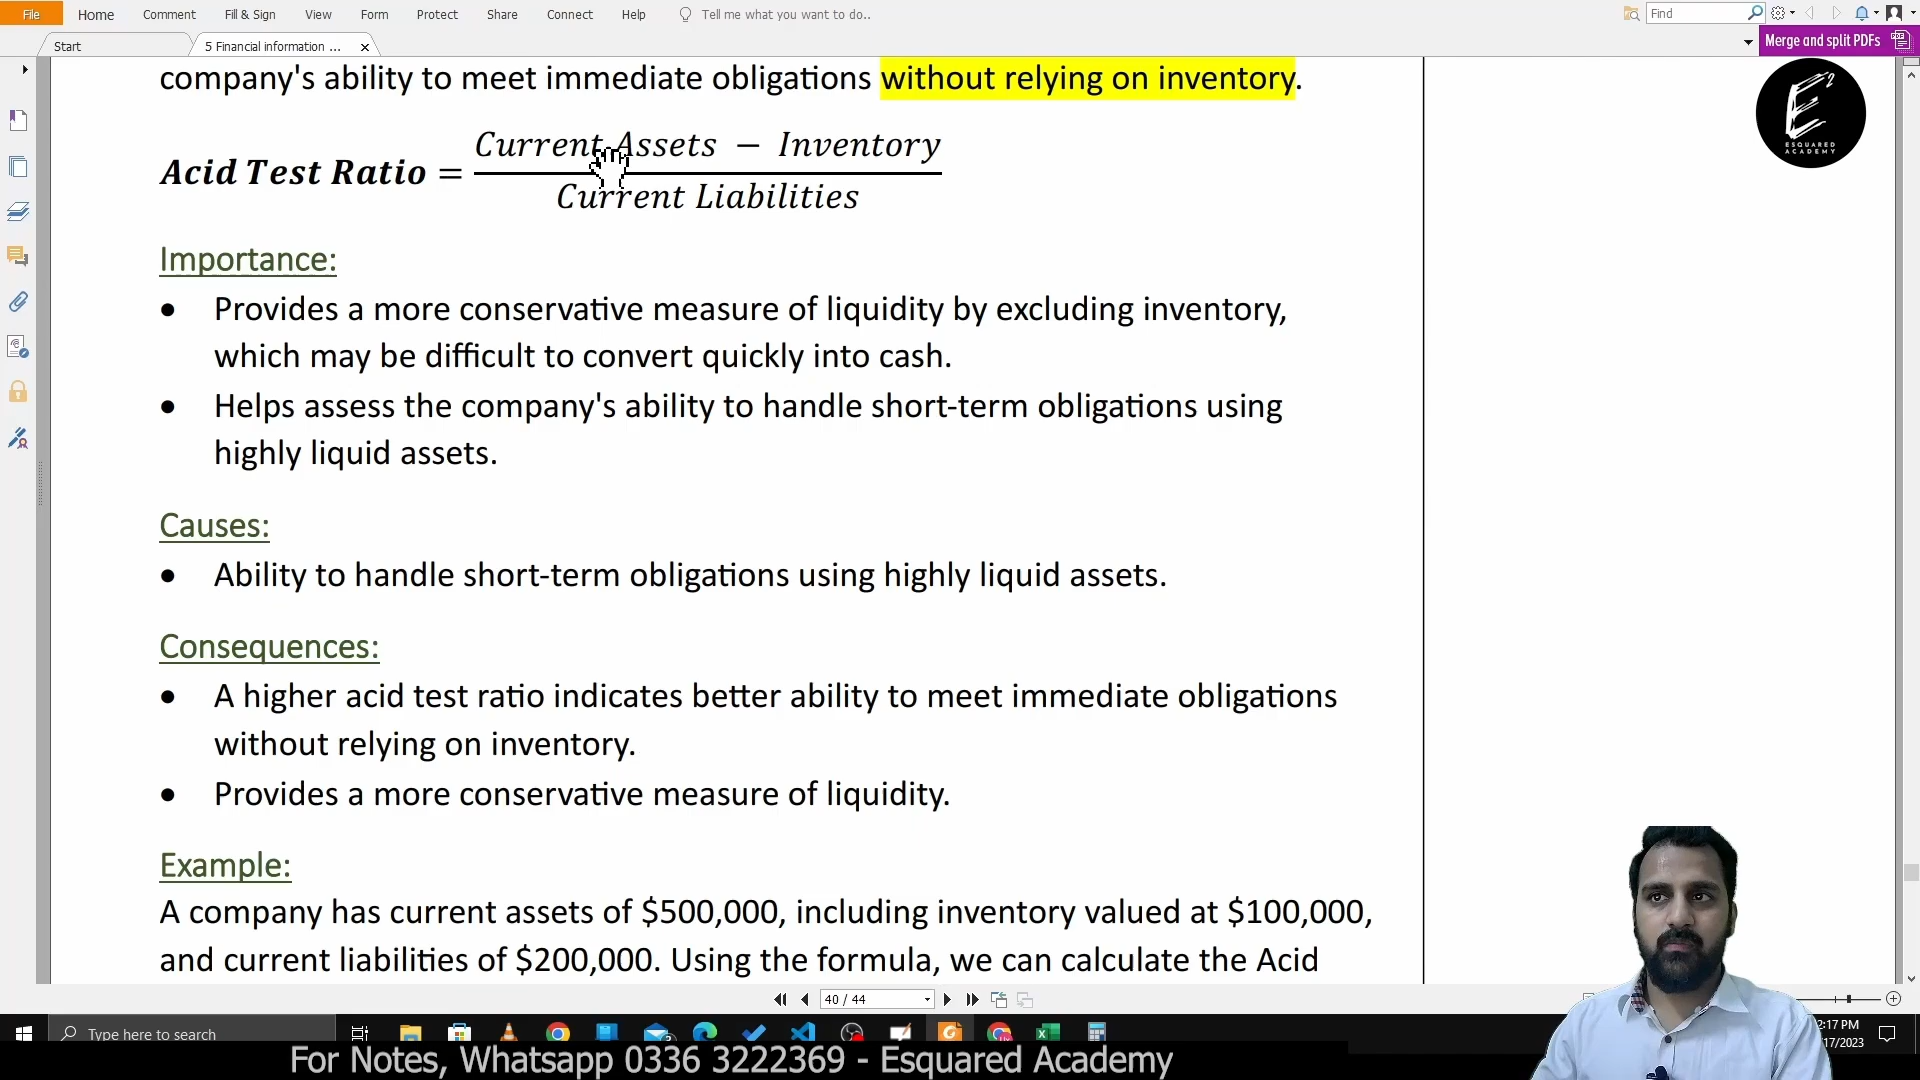 File Home Comment Fill & Sign View Form Protect Share Connect Help Tell me what you want to do.. Find
Start 5 Financial information ... Merge and split PDFs
company's ability to meet immediate obligations without relying on inventory.
Acid Test Ratio = Current Assets − Inventory
Current Liabilities
ESQUARED
ACADEMY
Importance:
• Provides a more conservative measure of liquidity by excluding inventory,
which may be difficult to convert quickly into cash.
• Helps assess the company's ability to handle short-term obligations using
highly liquid assets.
Causes:
• Ability to handle short-term obligations using highly liquid assets.
Consequences:
• A higher acid test ratio indicates better ability to meet immediate obligations
without relying on inventory.
• Provides a more conservative measure of liquidity.
Example:
A company has current assets of $500,000, including inventory valued at $100,000,
and current liabilities of $200,000. Using the formula, we can calculate the Acid
40 / 44
Type here to search
2:17 PM
17/2023
For Notes, Whatsapp 0336 3222369 - Esquared Academy